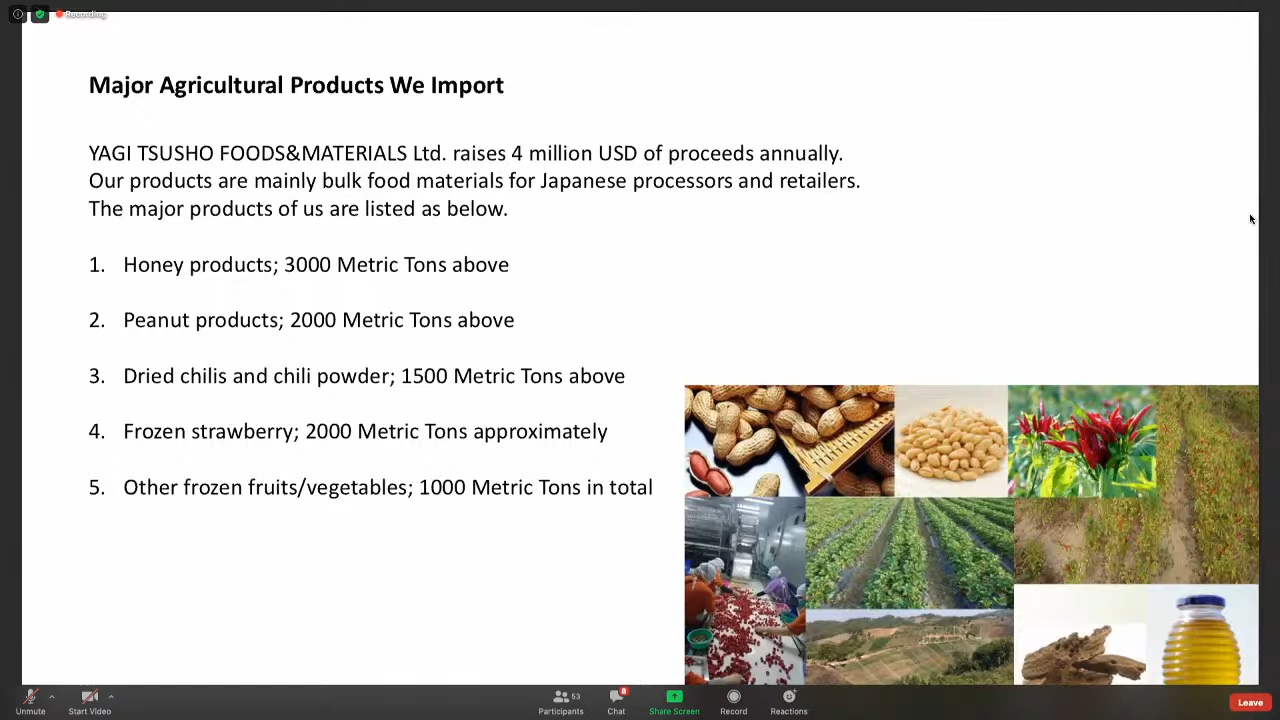 Recording
Major Agricultural Products We Import
YAGI TSUSHO FOODS&MATERIALS Ltd. raises 4 million USD of proceeds annually.
Our products are mainly bulk food materials for Japanese processors and retailers.
The major products of us are listed as below.
1. Honey products; 3000 Metric Tons above
2. Peanut products; 2000 Metric Tons above
3. Dried chilis and chili powder; 1500 Metric Tons above
4. Frozen strawberry; 2000 Metric Tons approximately
5. Other frozen fruits/vegetables; 1000 Metric Tons in total
53
8
Unmute
Start Video
Participants
Chat
Share Screen
Record
Reactions
Leave